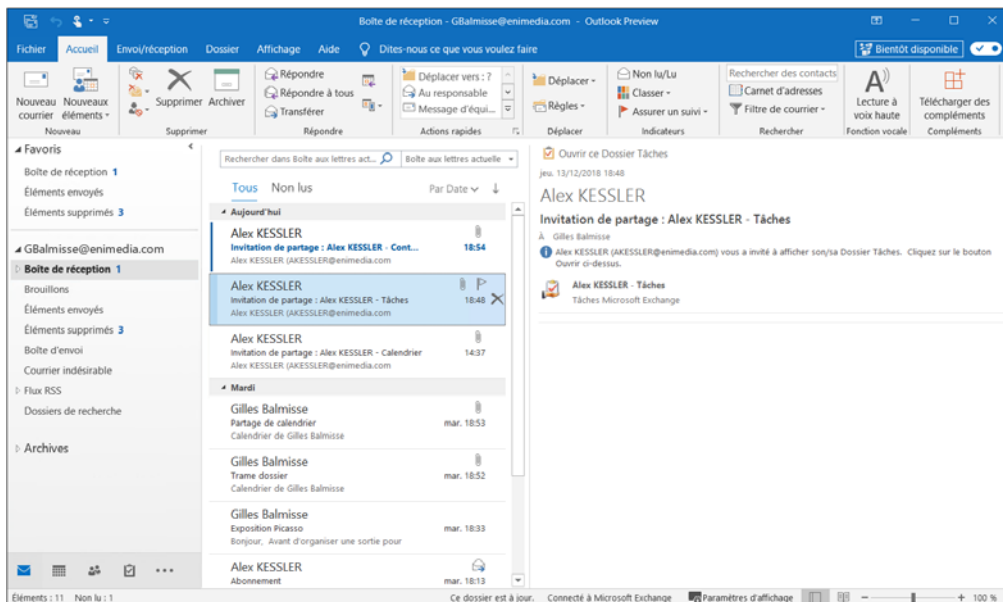 Boîte de réception - GBalmisse@enimedia.com - Outlook Preview
Fichier Accueil Envoi/réception Dossier Affichage Aide Dites-nous ce que vous voulez faire Bientôt disponible
Nouveau courrier
Nouveaux éléments
Nouveau
Supprimer
Archiver
Supprimer
Répondre
Répondre à tous
Transférer
Répondre
Déplacer vers : ?
Au responsable
Message d'équi...
Actions rapides
Déplacer
Règles
Déplacer
Non lu/Lu
Classer
Assurer un suivi
Indicateurs
Rechercher des contacts
Carnet d'adresses
Filtre de courrier
Rechercher
A
Lecture à voix haute
Fonction vocale
Télécharger des compléments
Compléments
Favoris
Boîte de réception 1
Éléments envoyés
Éléments supprimés 3
GBalmisse@enimedia.com
Boîte de réception 1
Brouillons
Éléments envoyés
Éléments supprimés 3
Boîte d'envoi
Courrier indésirable
Flux RSS
Dossiers de recherche
Archives
Rechercher dans Boîte aux lettres act... Boîte aux lettres actuelle
Tous Non lus Par Date
Aujourd'hui
Alex KESSLER
Invitation de partage : Alex KESSLER - Cont... 18:54
Alex KESSLER (AKESSLER@enimedia.com
Alex KESSLER
Invitation de partage : Alex KESSLER - Tâches 18:48
Alex KESSLER (AKESSLER@enimedia.com
Alex KESSLER
Invitation de partage : Alex KESSLER - Calendrier 14:37
Alex KESSLER (AKESSLER@enimedia.com
Mardi
Gilles Balmisse
Partage de calendrier mar. 18:53
Calendrier de Gilles Balmisse
Gilles Balmisse
Trame dossier mar. 18:52
Calendrier de Gilles Balmisse
Gilles Balmisse
Exposition Picasso mar. 18:33
Bonjour, Avant d'organiser une sortie pour
Alex KESSLER
Abonnement mar. 18:13
Ouvrir ce Dossier Tâches
jeu. 13/12/2018 18:48
Alex KESSLER
Invitation de partage : Alex KESSLER - Tâches
À Gilles Balmisse
Alex KESSLER (AKESSLER@enimedia.com) vous a invité à afficher son/sa Dossier Tâches. Cliquez sur le bouton
Ouvrir ci-dessus.
Alex KESSLER - Tâches
Tâches Microsoft Exchange
Éléments : 11 Non lu : 1 Ce dossier est à jour. Connecté à Microsoft Exchange Paramètres d'affichage 100 %